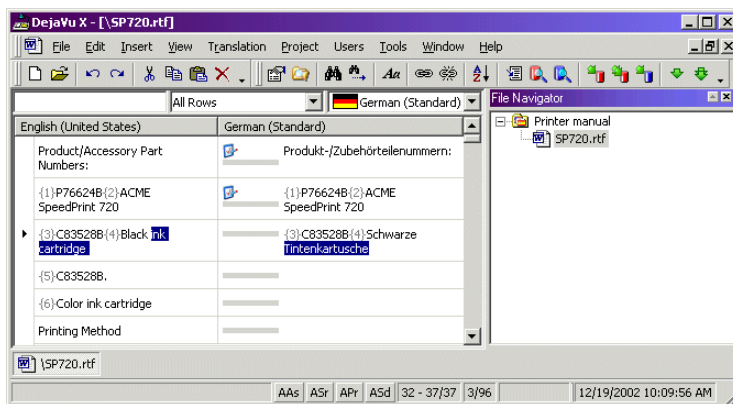 DejaVu X - [\SP720.rtf]
File Edit Insert View Translation Project Users Tools Window Help
Aa
All Rows
German (Standard)
File Navigator
English (United States) German (Standard)
Printer manual
SP720.rtf
Product/Accessory Part
Numbers:
Produkt-/Zubehörteilenummern:
{1}P76624B{2}ACME
SpeedPrint 720
{1}P76624B{2}ACME
SpeedPrint 720
{3}C83528B{4}Black ink
cartridge
{3}C83528B{4}Schwarze
Tintenkartusche
{5}C83528B.
{6}Color ink cartridge
Printing Method
\SP720.rtf
AAs ASr APr ASd 32 - 37/37 3/96 12/19/2002 10:09:56 AM